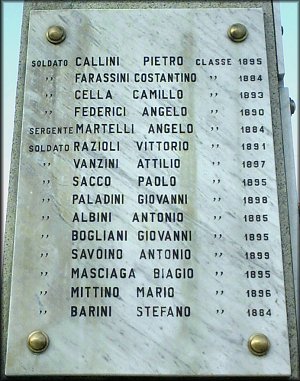 SOLDATO CALLINI PIETRO CLASSE 1895
,, FARASSINI COSTANTINO ,, 1884
,, CELLA CAMILLO ,, 1893
,, FEDERICI ANGELO ,, 1890
SERGENTE MARTELLI ANGELO ,, 1884
SOLDATO RAZIOLI VITTORIO ,, 1891
,, VANZINI ATTILIO ,, 1897
,, SACCO PAOLO ,, 1895
,, PALADINI GIOVANNI ,, 1898
,, ALBINI ANTONIO ,, 1885
,, BOGLIANI GIOVANNI ,, 1895
,, SAVOINO ANTONIO ,, 1899
,, MASCIAGA BIAGIO ,, 1895
,, MITTINO MARIO ,, 1896
,, BARINI STEFANO ,, 1884